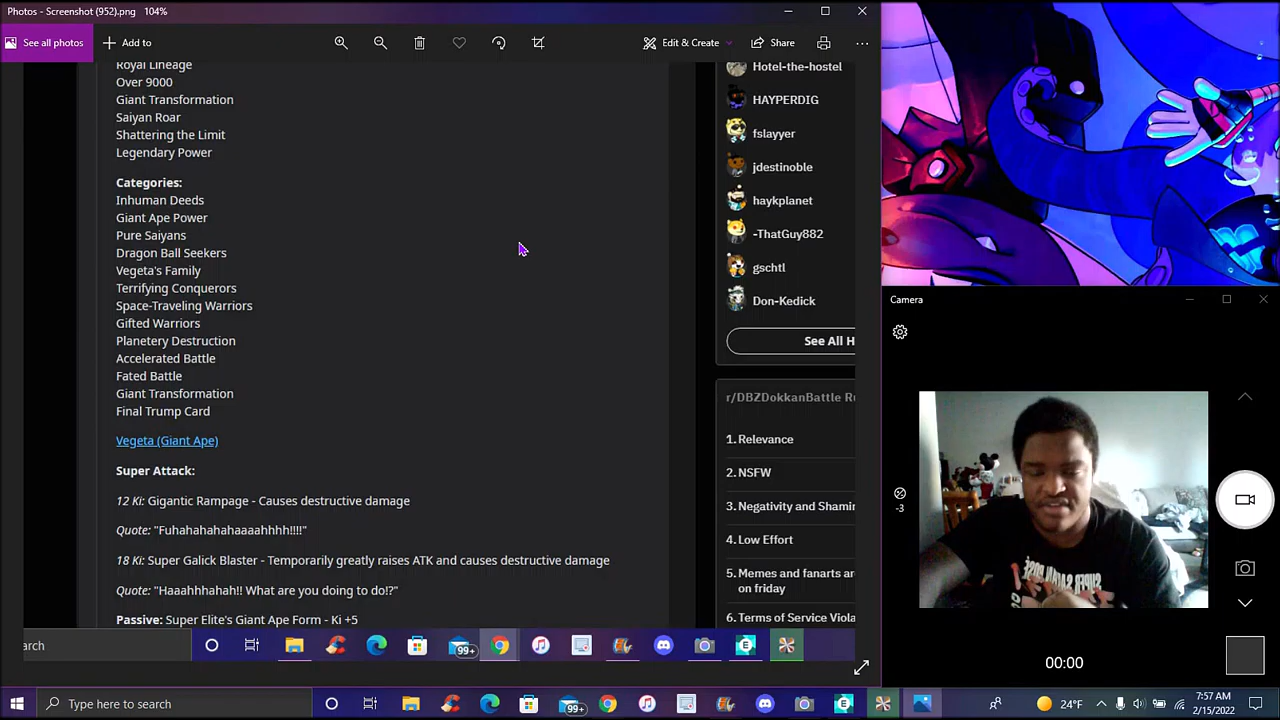 Photos - Screenshot (952).png 104%
See all photos
Add to
Edit & Create
Share
Royal Lineage
Over 9000
Giant Transformation
Saiyan Roar
Shattering the Limit
Legendary Power
Categories:
Inhuman Deeds
Giant Ape Power
Pure Saiyans
Dragon Ball Seekers
Vegeta's Family
Terrifying Conquerors
Space-Traveling Warriors
Gifted Warriors
Planetery Destruction
Accelerated Battle
Fated Battle
Giant Transformation
Final Trump Card
Vegeta (Giant Ape)
Super Attack:
12 Ki: Gigantic Rampage - Causes destructive damage
Quote: "Fuhahahahahaaaahhhh!!!!"
18 Ki: Super Galick Blaster - Temporarily greatly raises ATK and causes destructive damage
Quote: "Haaahhhahah!! What are you doing to do!?"
Passive: Super Elite's Giant Ape Form - Ki +5
Hotel-the-hostel
HAYPERDIG
fslayyer
jdestinoble
haykplanet
-ThatGuy882
gschtl
Don-Kedick
See All H
r/DBZDokkanBattle Ru
1. Relevance
2. NSFW
3. Negativity and Shamin
4. Low Effort
5. Memes and fanarts are
on friday
6. Terms of Service Viola
arch
99+
Camera
-3
00:00
Type here to search
99+
24°F
7:57 AM
2/15/2022